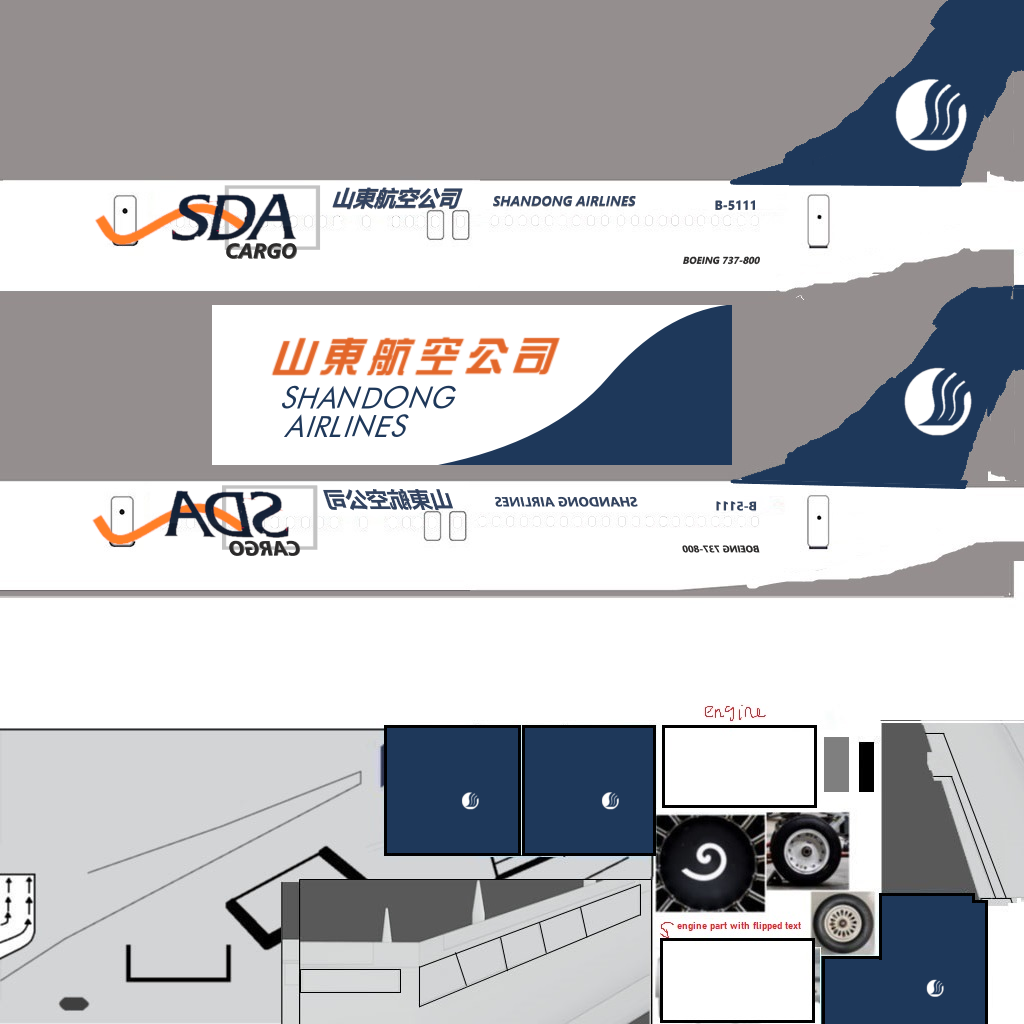 SDA
CARGO
山東航空公司
SHANDONG AIRLINES
B-5111
BOEING 737-800
山東航空公司
SHANDONG
AIRLINES
SDA
CARGO
山東航空公司
SHANDONG AIRLINES
B-5111
BOEING 737-800
engine
engine part with flipped text